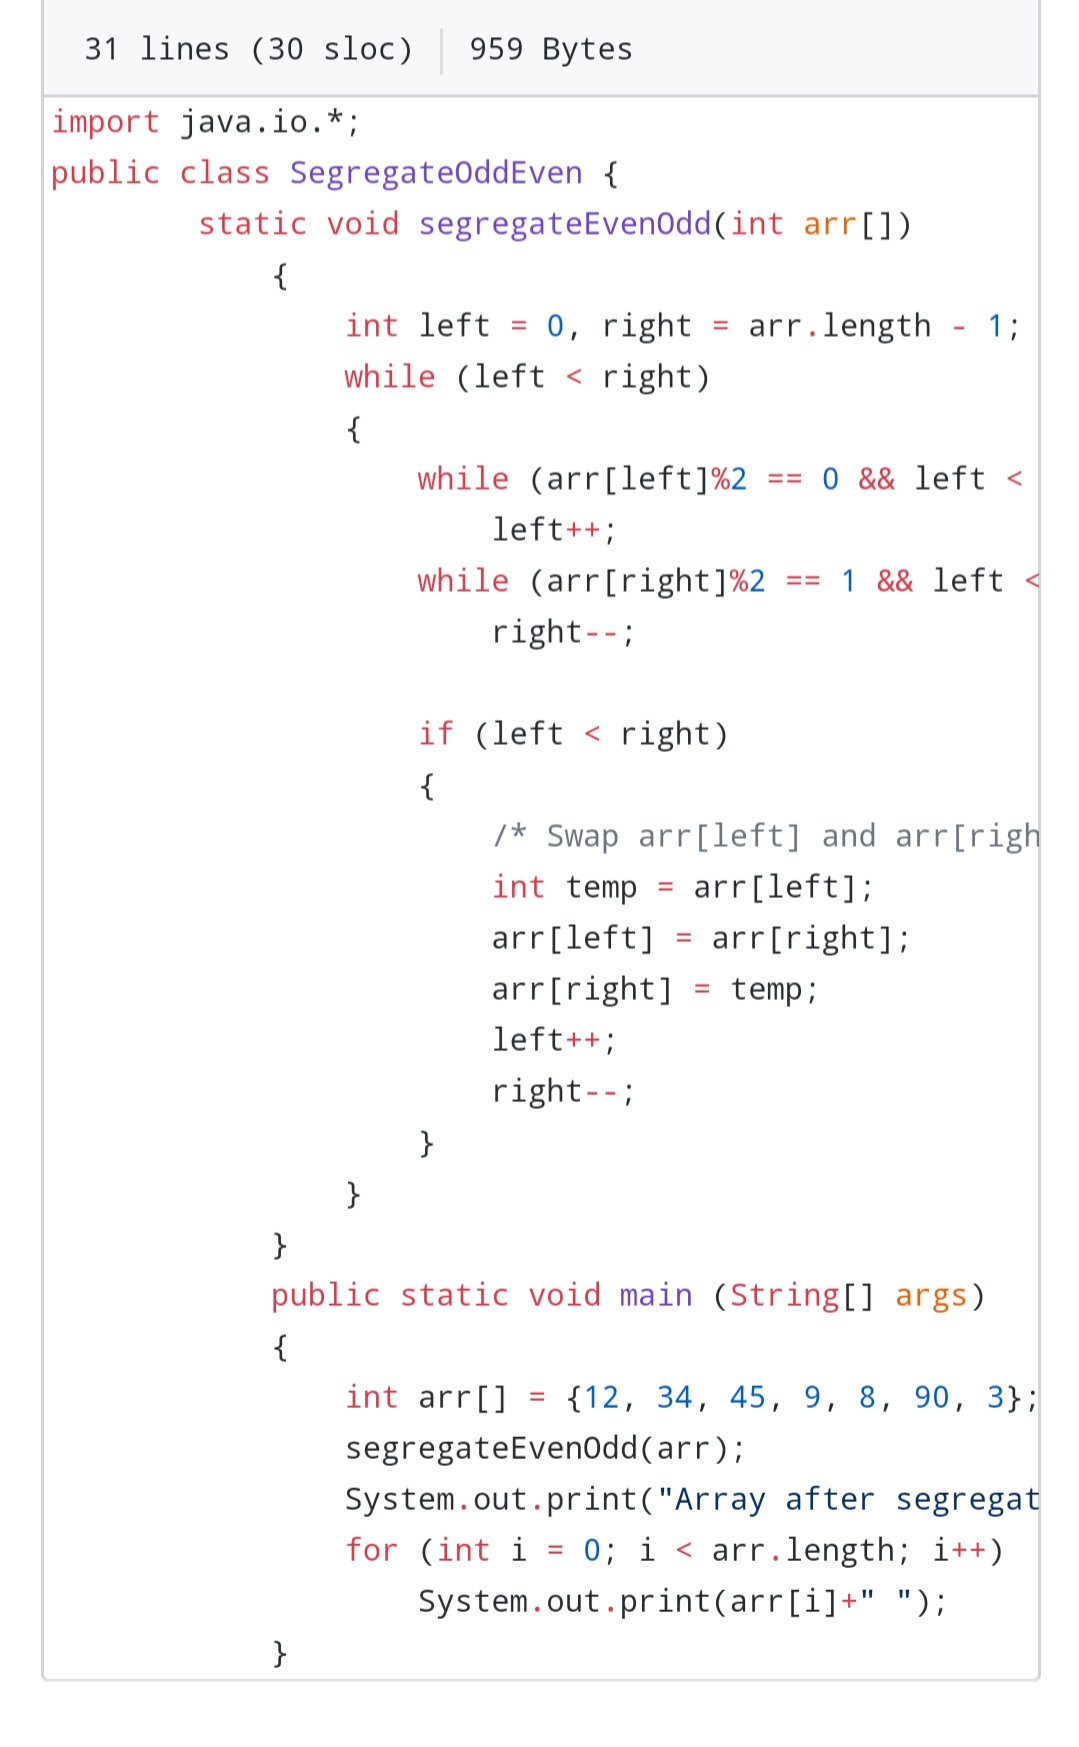 31 lines (30 sloc) 959 Bytes
import java.io.*;
public class SegregateOddEven {
static void segregateEvenOdd(int arr[])
{
int left = 0, right = arr.length - 1;
while (left < right)
{
while (arr[left]%2 == 0 && left <
left++;
while (arr[right]%2 == 1 && left <
right--;
if (left < right)
{
/* Swap arr[left] and arr[righ
int temp = arr[left];
arr[left] = arr[right];
arr[right] = temp;
left++;
right--;
}
}
}
public static void main (String[] args)
{
int arr[] = {12, 34, 45, 9, 8, 90, 3};
segregateEvenOdd(arr);
System.out.print("Array after segregat
for (int i = 0; i < arr.length; i++)
System.out.print(arr[i]+" ");
}